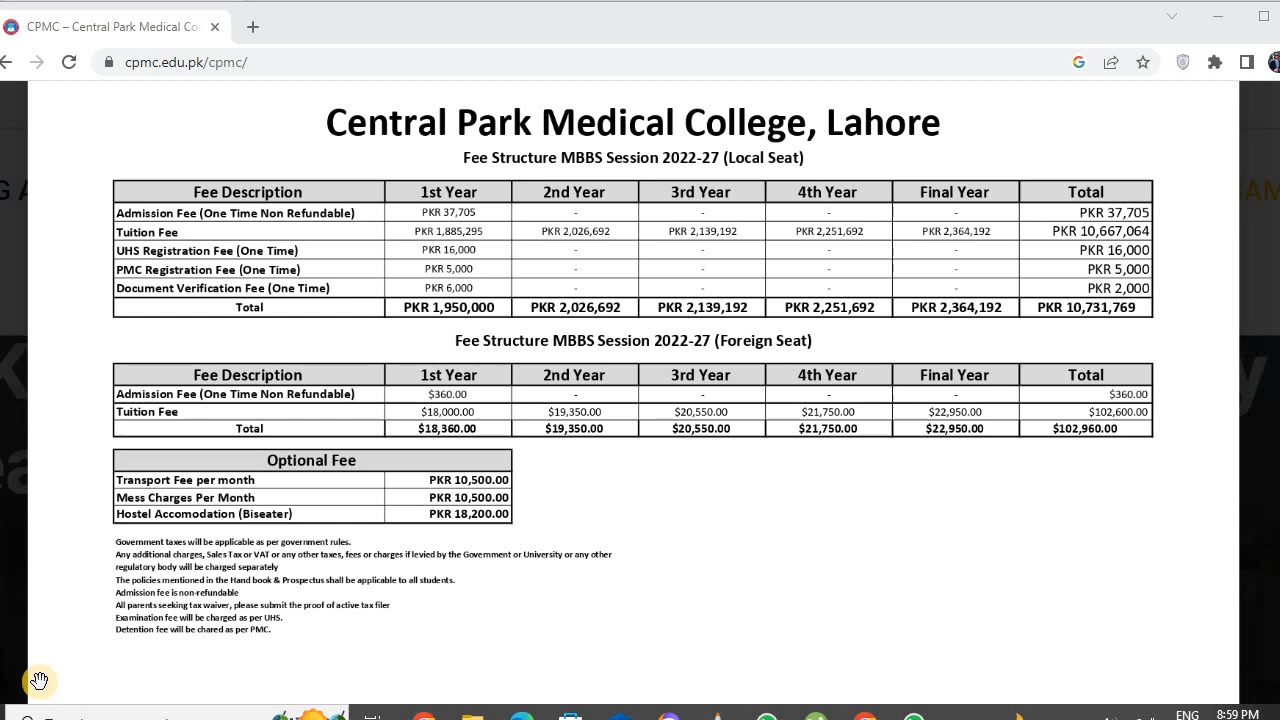 CPMC – Central Park Medical Co
cpmc.edu.pk/cpmc/
Central Park Medical College, Lahore
Fee Structure MBBS Session 2022-27 (Local Seat)
Fee Description 1st Year 2nd Year 3rd Year 4th Year Final Year Total
Admission Fee (One Time Non Refundable) PKR 37,705 - - - - PKR 37,705
Tuition Fee PKR 1,885,295 PKR 2,026,692 PKR 2,139,192 PKR 2,251,692 PKR 2,364,192 PKR 10,667,064
UHS Registration Fee (One Time) PKR 16,000 - - - - PKR 16,000
PMC Registration Fee (One Time) PKR 5,000 - - - - PKR 5,000
Document Verification Fee (One Time) PKR 6,000 - - - - PKR 2,000
Total PKR 1,950,000 PKR 2,026,692 PKR 2,139,192 PKR 2,251,692 PKR 2,364,192 PKR 10,731,769
Fee Structure MBBS Session 2022-27 (Foreign Seat)
Fee Description 1st Year 2nd Year 3rd Year 4th Year Final Year Total
Admission Fee (One Time Non Refundable) $360.00 - - - - $360.00
Tuition Fee $18,000.00 $19,350.00 $20,550.00 $21,750.00 $22,950.00 $102,600.00
Total $18,360.00 $19,350.00 $20,550.00 $21,750.00 $22,950.00 $102,960.00
Optional Fee
Transport Fee per month PKR 10,500.00
Mess Charges Per Month PKR 10,500.00
Hostel Accomodation (Biseater) PKR 18,200.00
Government taxes will be applicable as per government rules.
Any additional charges, Sales Tax or VAT or any other taxes, fees or charges if levied by the Government or University or any other
regulatory body will be charged separately
The policies mentioned in the Hand book & Prospectus shall be applicable to all students.
Admission fee is non-refundable
All parents seeking tax waiver, please submit the proof of active tax filer
Examination fee will be charged as per UHS.
Detention fee will be chared as per PMC.
ENG 8:59 PM